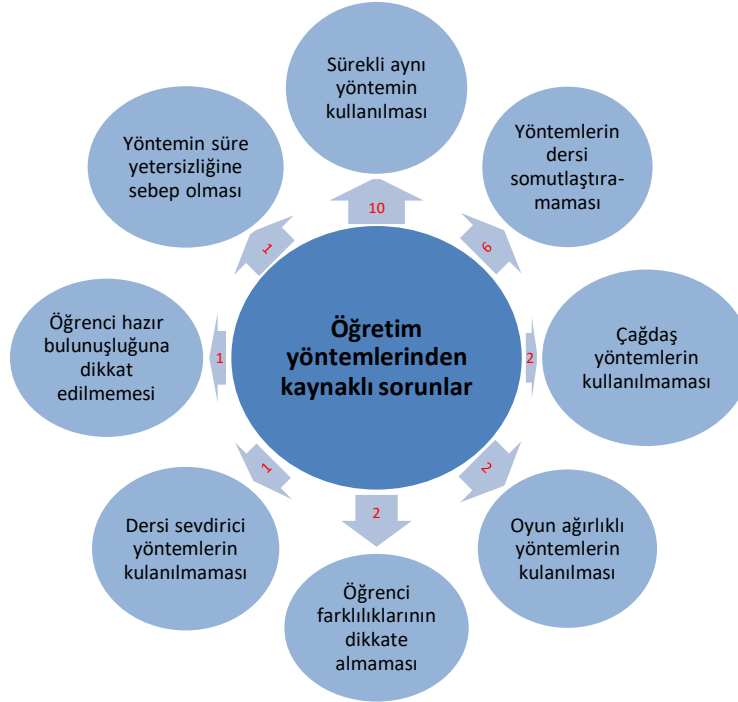 Sürekli aynı
yöntemin
kullanılması
10
Yöntemlerin
dersi
somutlaştıra-
maması
6
Çağdaş
yöntemlerin
kullanılmaması
2
Oyun ağırlıklı
yöntemlerin
kulanılması
2
Öğrenci
farklılıklarının
dikkate
almaması
2
Dersi sevdirici
yöntemlerin
kulanılmaması
1
Öğrenci hazır
bulunuşluğuna
dikkat
edilmemesi
1
Yöntemin süre
yetersizliğine
sebep olması
1
Öğretim
yöntemlerinden
kaynaklı sorunlar